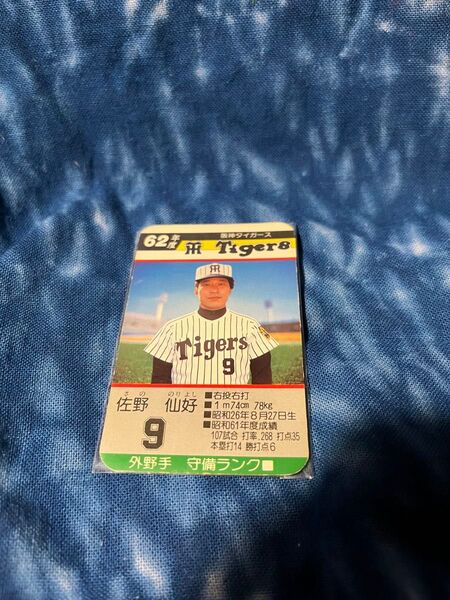 62年度 阪神タイガース
TH Tigers
TH
Tigers
9
さの のりよし
佐野 仙好
9
■右投右打
■1m74cm 78kg
■昭和26年8月27日生
■昭和61年度成績
107試合 打率.268 打点35
本塁打14 勝打点6
外野手 守備ランク■